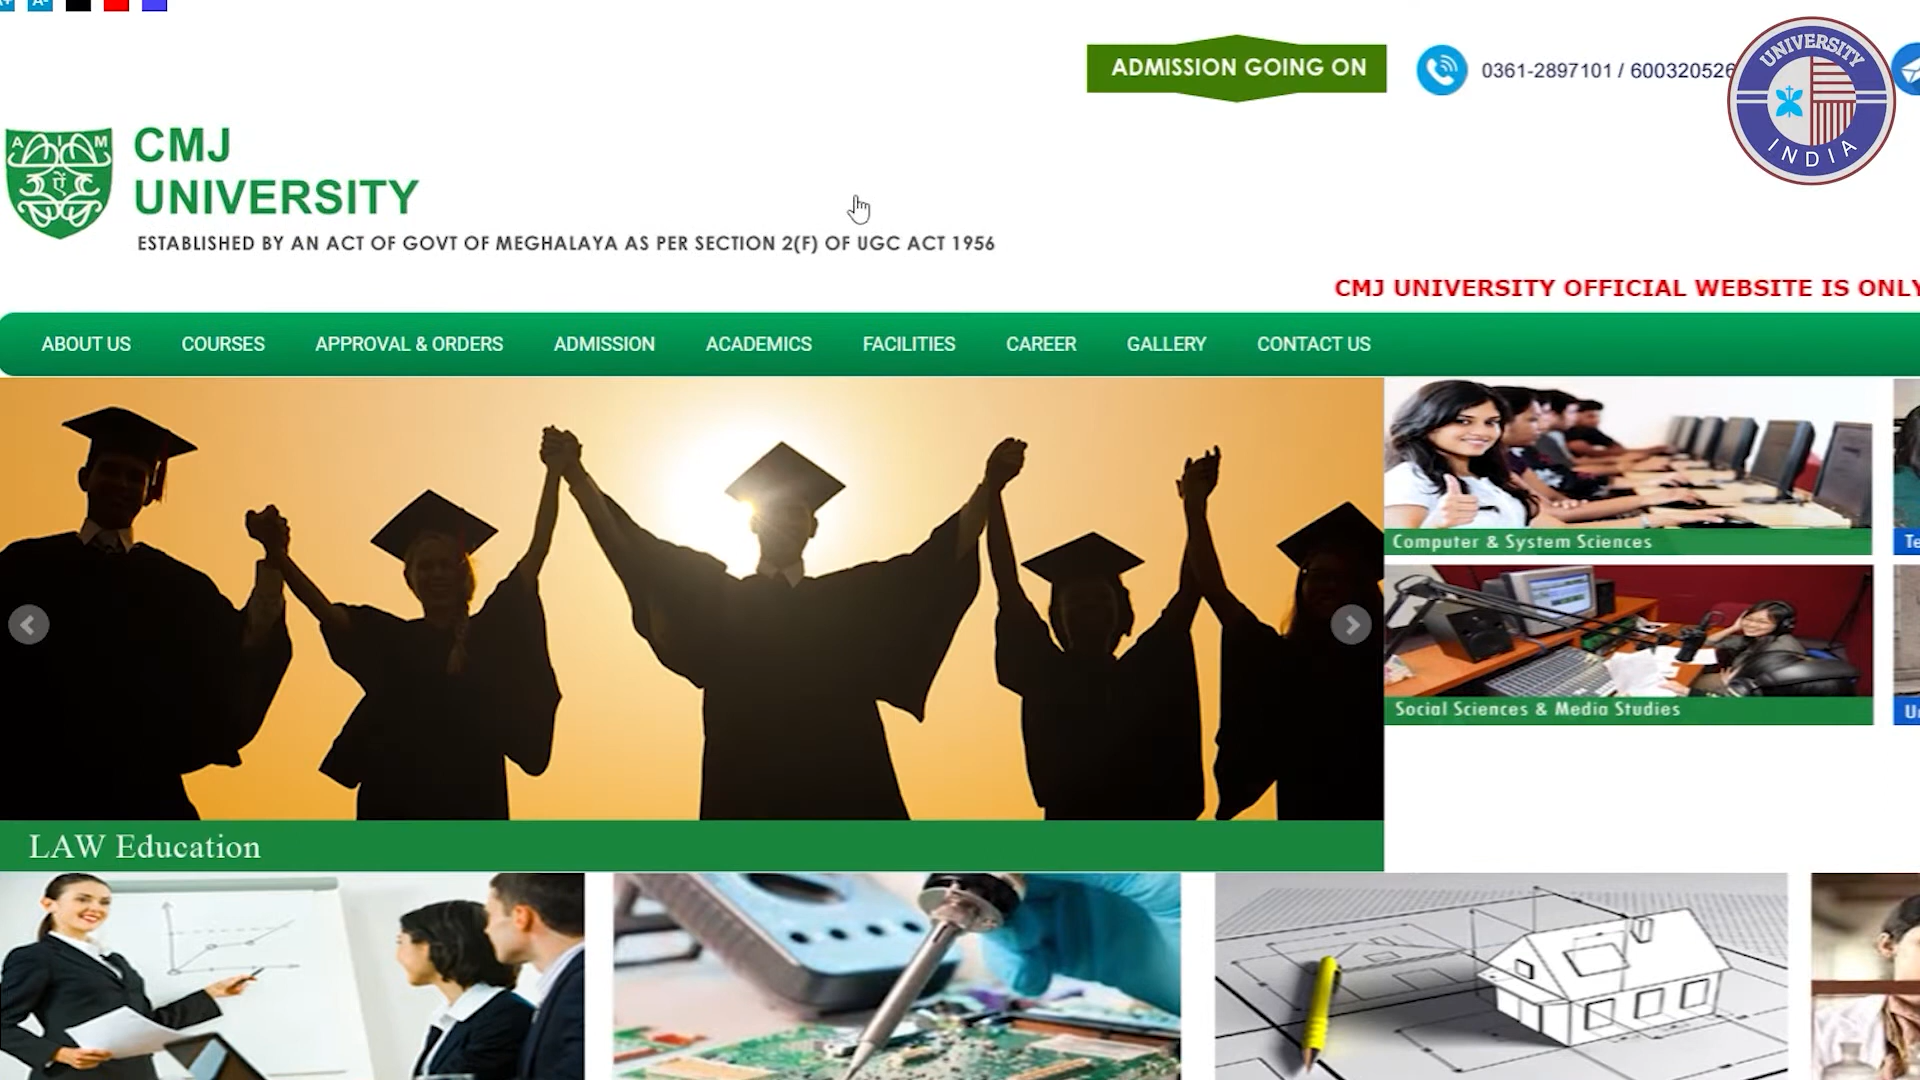 A-
ADMISSION GOING ON
0361-2897101 / 600320526
UNIVERSITY
INDIA
A I M
CMJ
UNIVERSITY
ESTABLISHED BY AN ACT OF GOVT OF MEGHALAYA AS PER SECTION 2(F) OF UGC ACT 1956
CMJ UNIVERSITY OFFICIAL WEBSITE IS ONLY
ABOUT US COURSES APPROVAL & ORDERS ADMISSION ACADEMICS FACILITIES CAREER GALLERY CONTACT US
Computer & System Sciences
Te
Social Sciences & Media Studies
LAW Education